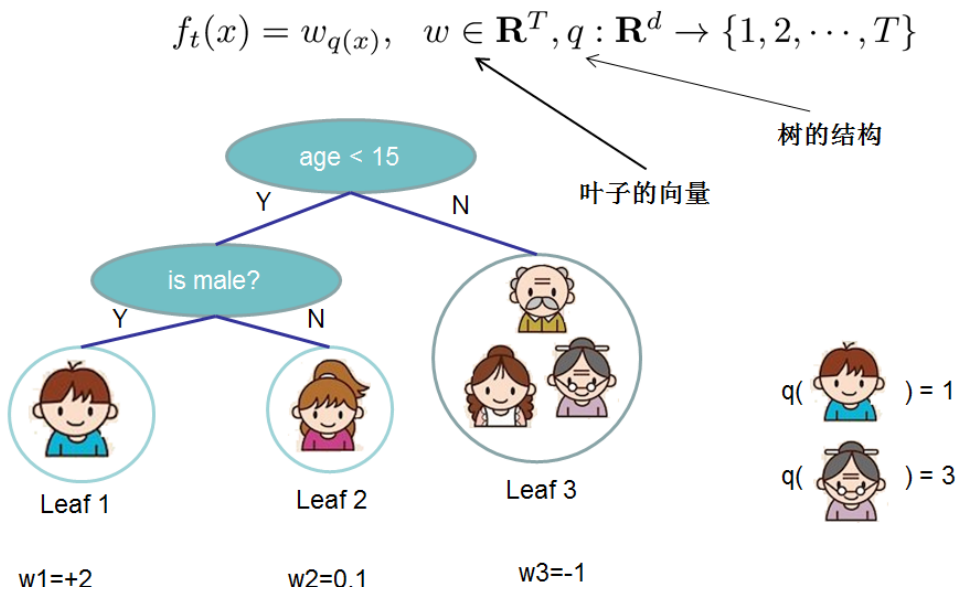 f_t(x) = w_{q(x)}, w ∈ R^T, q : R^d → {1, 2, ⋯, T}
树的结构
叶子的向量
age < 15
Y
N
is male?
Y
N
q( ) = 1
q( ) = 3
Leaf 1
Leaf 2
Leaf 3
w1=+2
w2=0.1
w3=-1